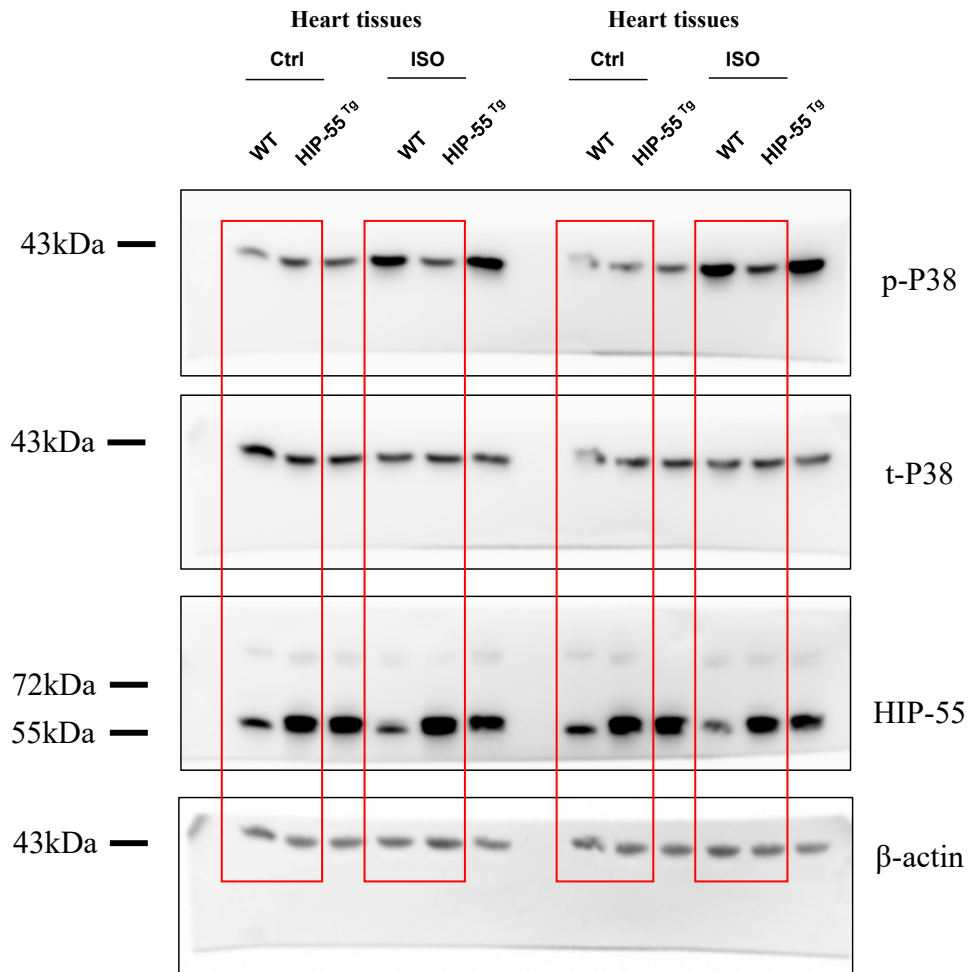 Heart tissues Heart tissues
Ctrl ISO Ctrl ISO
WT HIP-55 Tg WT HIP-55 Tg WT HIP-55 Tg WT HIP-55 Tg
43kDa
p-P38
43kDa
t-P38
72kDa
HIP-55
55kDa
43kDa
β-actin